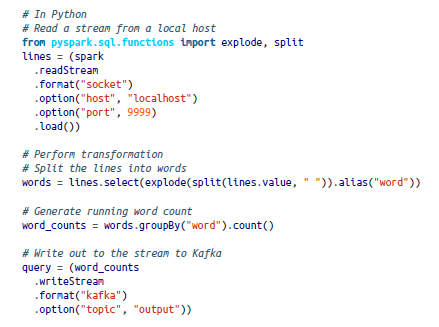 # In Python
# Read a stream from a local host
from pyspark.sql.functions import explode, split
lines = (spark
  .readStream
  .format("socket")
  .option("host", "localhost")
  .option("port", 9999)
  .load())

# Perform transformation
# Split the lines into words
words = lines.select(explode(split(lines.value, " ")).alias("word"))

# Generate running word count
word_counts = words.groupBy("word").count()

# Write out to the stream to Kafka
query = (word_counts
  .writeStream
  .format("kafka")
  .option("topic", "output"))